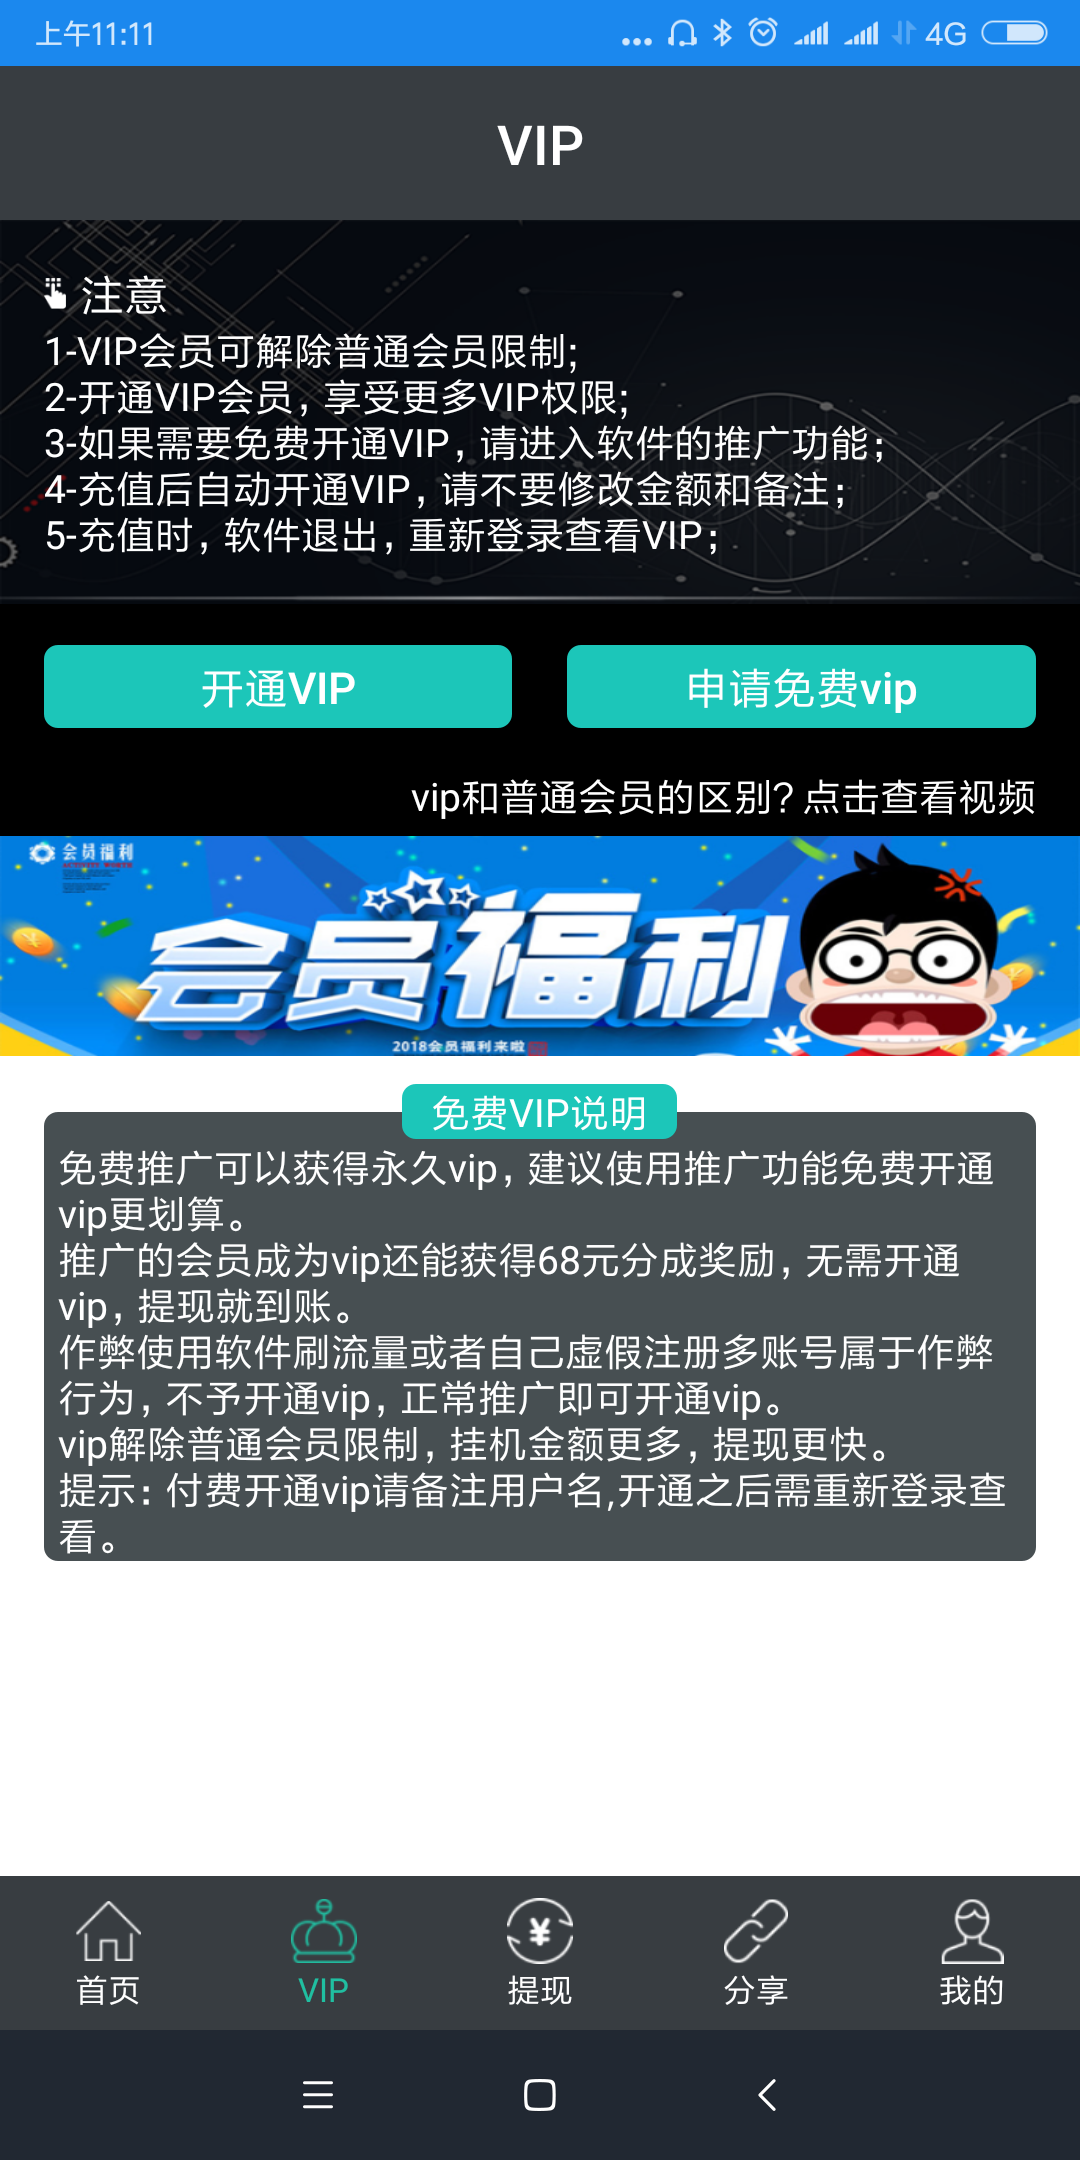 上午11:11
4G
VIP
注意
1-VIP会员可解除普通会员限制;
2-开通VIP会员, 享受更多VIP权限;
3-如果需要免费开通VIP, 请进入软件的推广功能；
4-充值后自动开通VIP, 请不要修改金额和备注；
5-充值时, 软件退出, 重新登录查看VIP；
开通VIP
申请免费vip
vip和普通会员的区别? 点击查看视频
会员福利
会员福利
2018会员福利来啦
免费VIP说明
免费推广可以获得永久vip, 建议使用推广功能免费开通
vip更划算。
推广的会员成为vip还能获得68元分成奖励, 无需开通
vip, 提现就到账。
作弊使用软件刷流量或者自己虚假注册多账号属于作弊
行为, 不予开通vip, 正常推广即可开通vip。
vip解除普通会员限制, 挂机金额更多, 提现更快。
提示: 付费开通vip请备注用户名,开通之后需重新登录查
看。
首页
VIP
提现
分享
我的